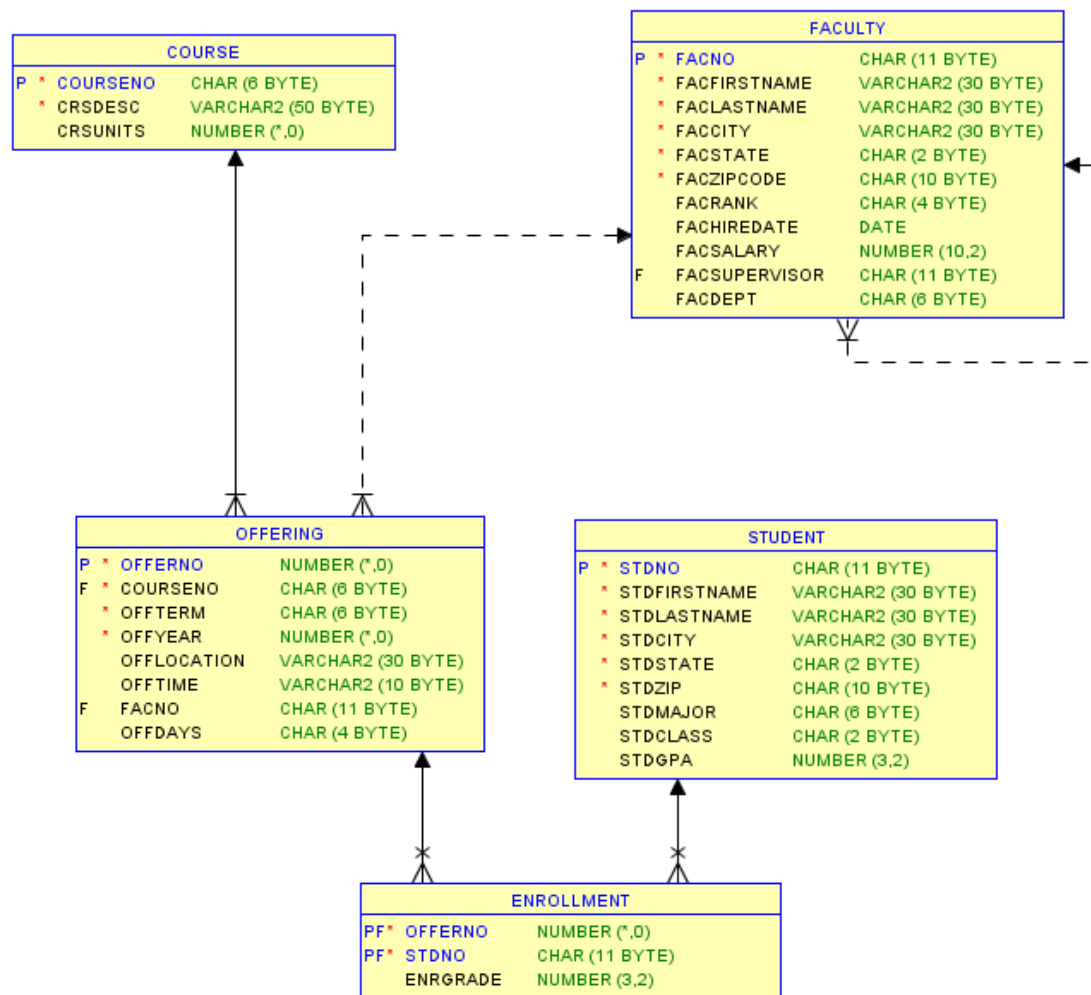 COURSE
P * COURSENO CHAR (6 BYTE)
* CRSDESC VARCHAR2 (50 BYTE)
CRSUNITS NUMBER (*,0)
FACULTY
P * FACNO CHAR (11 BYTE)
* FACFIRSTNAME VARCHAR2 (30 BYTE)
* FACLASTNAME VARCHAR2 (30 BYTE)
* FACCITY VARCHAR2 (30 BYTE)
* FACSTATE CHAR (2 BYTE)
* FACZIPCODE CHAR (10 BYTE)
FACRANK CHAR (4 BYTE)
FACHIREDATE DATE
FACSALARY NUMBER (10,2)
F FACSUPERVISOR CHAR (11 BYTE)
FACDEPT CHAR (6 BYTE)
OFFERING
P * OFFERNO NUMBER (*,0)
F * COURSENO CHAR (6 BYTE)
* OFFTERM CHAR (6 BYTE)
* OFFYEAR NUMBER (*,0)
OFFLOCATION VARCHAR2 (30 BYTE)
OFFTIME VARCHAR2 (10 BYTE)
F FACNO CHAR (11 BYTE)
OFFDAYS CHAR (4 BYTE)
STUDENT
P * STDNO CHAR (11 BYTE)
* STDFIRSTNAME VARCHAR2 (30 BYTE)
* STDLASTNAME VARCHAR2 (30 BYTE)
* STDCITY VARCHAR2 (30 BYTE)
* STDSTATE CHAR (2 BYTE)
* STDZIP CHAR (10 BYTE)
STDMAJOR CHAR (6 BYTE)
STDCLASS CHAR (2 BYTE)
STDGPA NUMBER (3,2)
ENROLLMENT
PF* OFFERNO NUMBER (*,0)
PF* STDNO CHAR (11 BYTE)
ENRGRADE NUMBER (3,2)